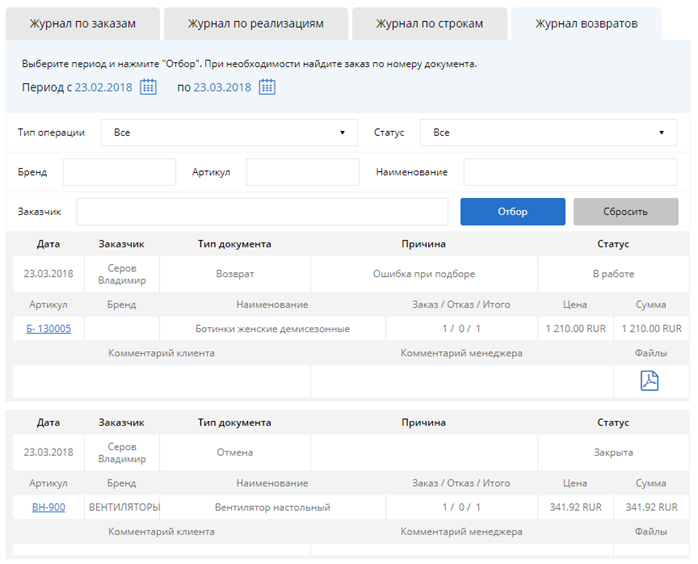 Журнал по заказам Журнал по реализациям Журнал по строкам Журнал возвратов
Выберите период и нажмите "Отбор". При необходимости найдите заказ по номеру документа.
Период с 23.02.2018 по 23.03.2018
Тип операции Все Статус Все
Бренд Артикул Наименование
Заказчик Отбор Сбросить
Дата Заказчик Тип документа Причина Статус
23.03.2018 Серов Владимир Возврат Ошибка при подборе В работе
Артикул Бренд Наименование Заказ / Отказ / Итого Цена Сумма
Б- 130005 Ботинки женские демисезонные 1 / 0 / 1 1 210.00 RUR 1 210.00 RUR
Комментарий клиента Комментарий менеджера Файлы
Дата Заказчик Тип документа Причина Статус
23.03.2018 Серов Владимир Отмена Закрыта
Артикул Бренд Наименование Заказ / Отказ / Итого Цена Сумма
ВН-900 ВЕНТИЛЯТОРЫ Вентилятор настольный 1 / 0 / 1 341.92 RUR 341.92 RUR
Комментарий клиента Комментарий менеджера Файлы